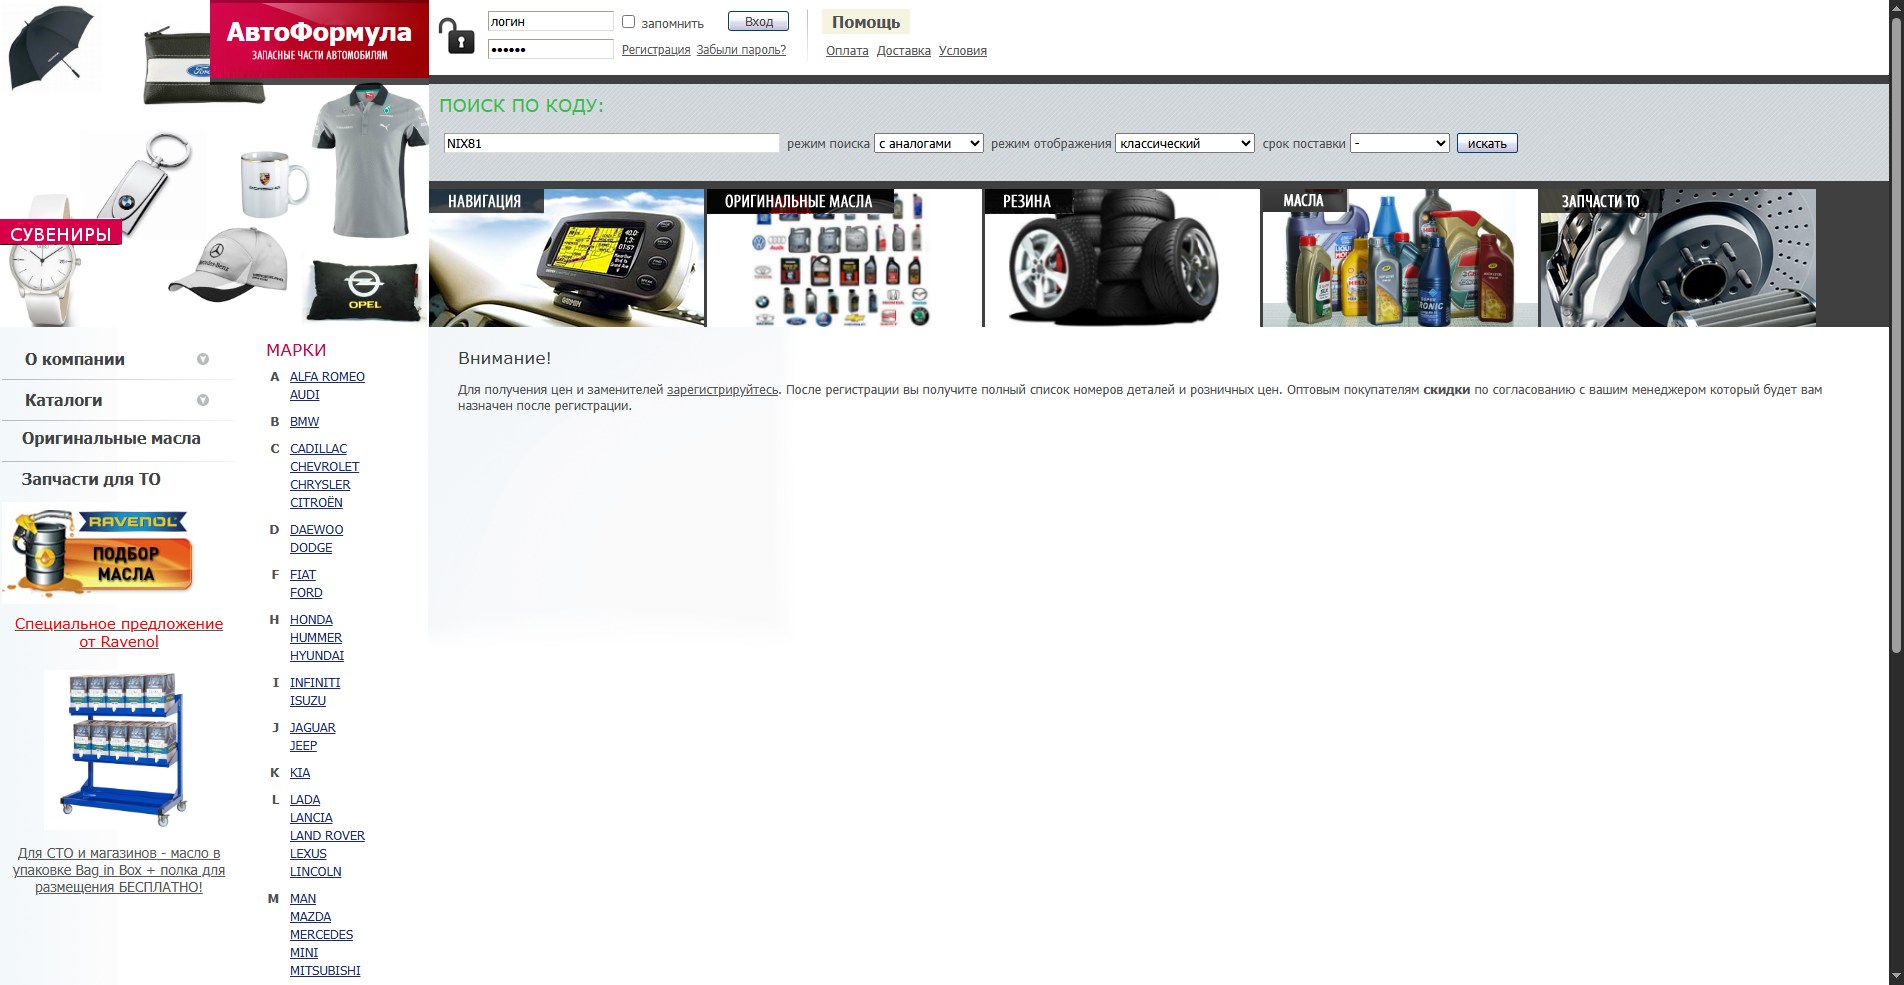 АвтоФормула
ЗАПАСНЫЕ ЧАСТИ АВТОМОБИЛЯМ
логин
запомнить
Вход
••••••
Регистрация Забыли пароль?
Помощь
Оплата Доставка Условия
ПОИСК ПО КОДУ:
NIX81
режим поиска с аналогами режим отображения классический срок поставки - искать
СУВЕНИРЫ
OPEL
НАВИГАЦИЯ
ОРИГИНАЛЬНЫЕ МАСЛА
РЕЗИНА
МАСЛА
ЗАПЧАСТИ ТО
О компании
Каталоги
Оригинальные масла
Запчасти для ТО
RAVENOL
ПОДБОР
МАСЛА
Специальное предложение
от Ravenol
Для СТО и магазинов - масло в
упаковке Bag in Box + полка для
размещения БЕСПЛАТНО!
МАРКИ
A ALFA ROMEO
AUDI
B BMW
C CADILLAC
CHEVROLET
CHRYSLER
CITROËN
D DAEWOO
DODGE
F FIAT
FORD
H HONDA
HUMMER
HYUNDAI
I INFINITI
ISUZU
J JAGUAR
JEEP
K KIA
L LADA
LANCIA
LAND ROVER
LEXUS
LINCOLN
M MAN
MAZDA
MERCEDES
MINI
MITSUBISHI
Внимание!
Для получения цен и заменителей зарегистрируйтесь. После регистрации вы получите полный список номеров деталей и розничных цен. Оптовым покупателям скидки по согласованию с вашим менеджером который будет вам
назначен после регистрации.